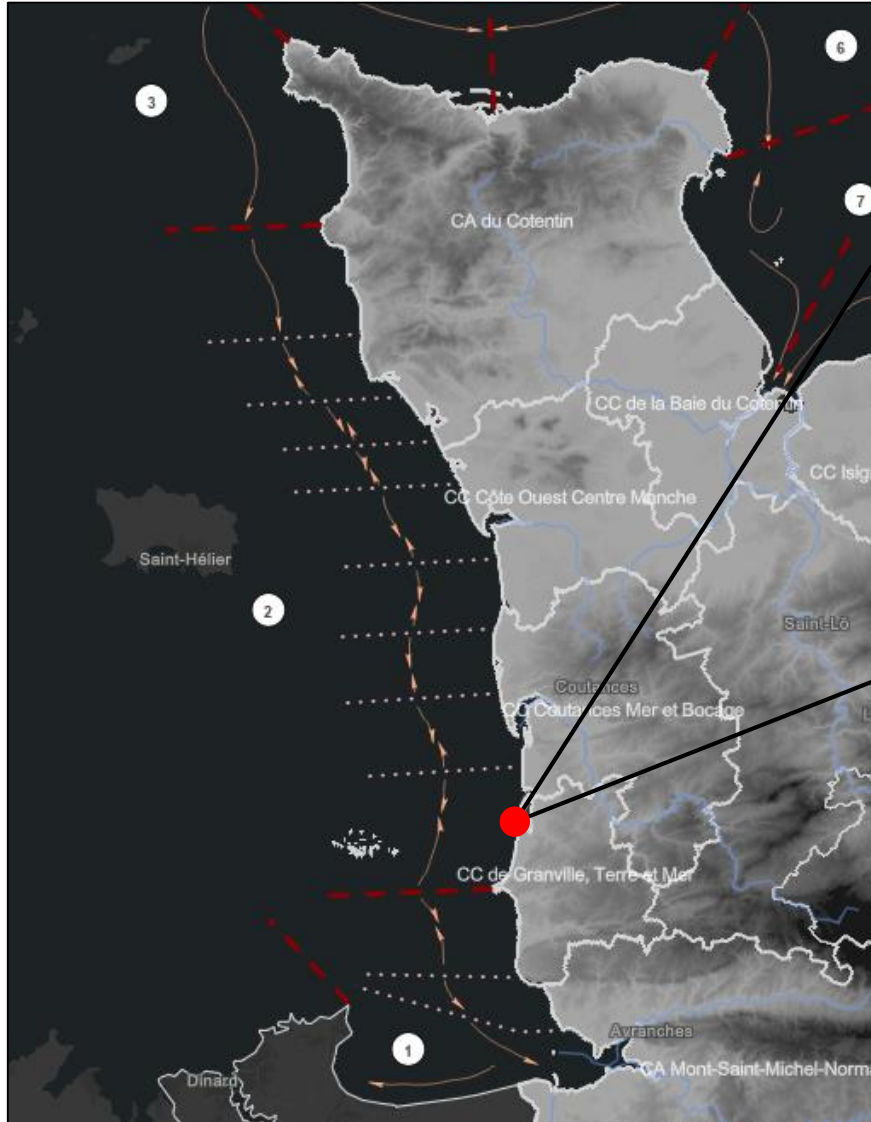 6
3
7
CA du Cotentin
CC de la Baie du Cotentin
CC Isig
CC Côte Ouest Centre Manche
Saint-Hélier
2
Saint-Lô
Coutances
CC Coutances Mer et Bocage
L
CC de Granville, Terre et Mer
Avranches
1
CA Mont-Saint-Michel-Norma
Dinard